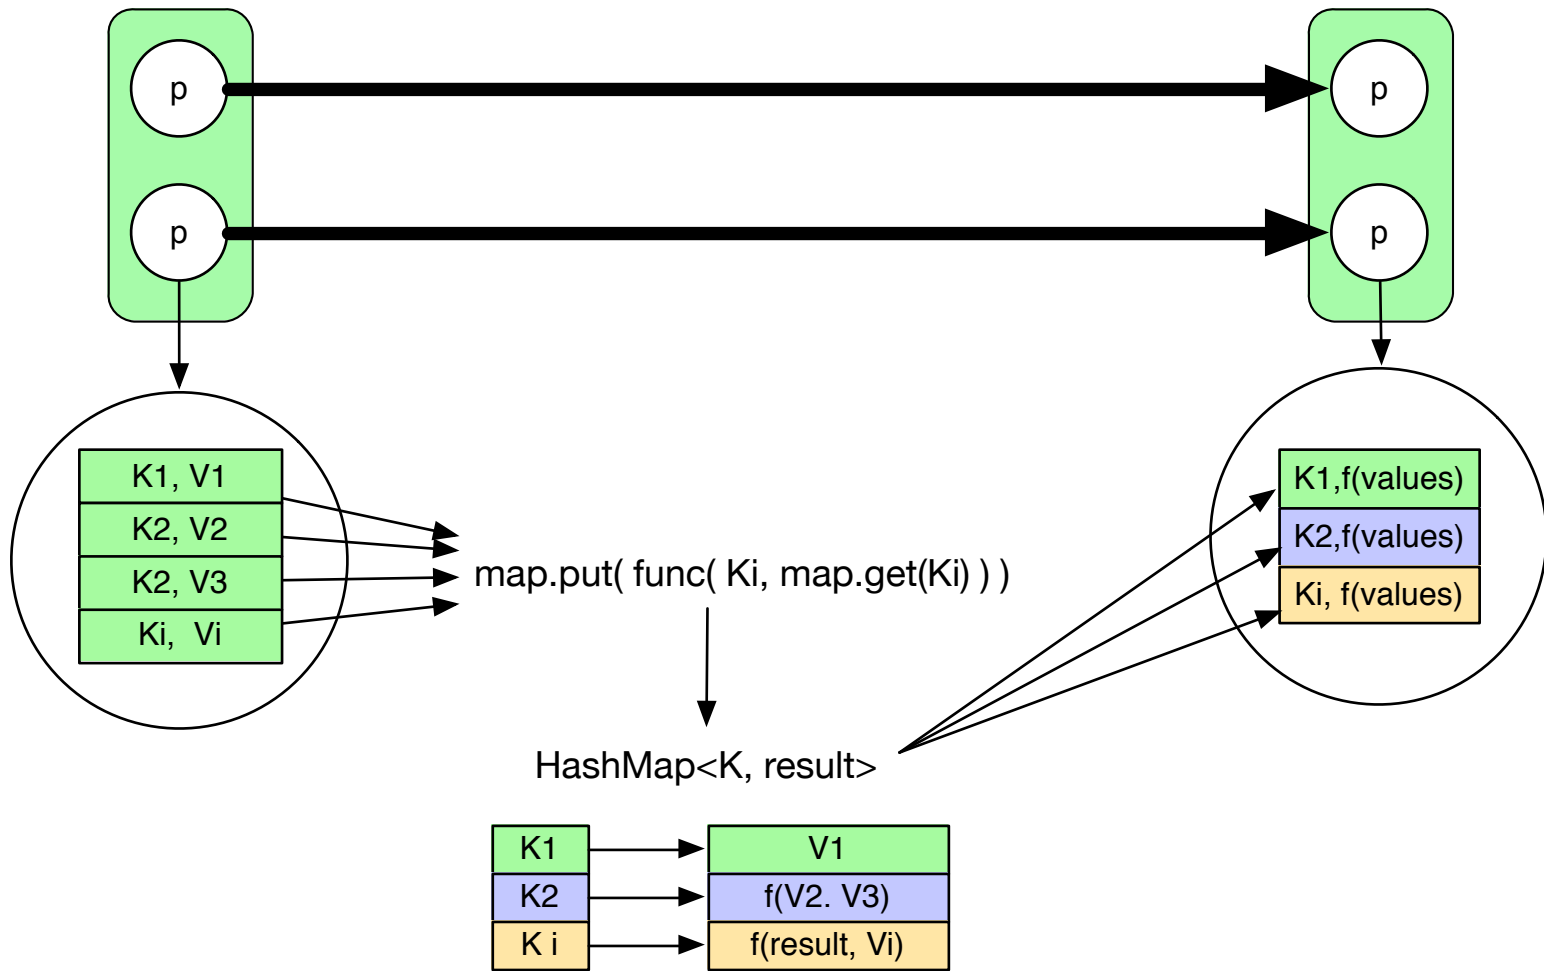 p
p
p
p
K1, V1
K2, V2
K2, V3
Ki, Vi
map.put( func( Ki, map.get(Ki) ) )
K1,f(values)
K2,f(values)
Ki, f(values)
HashMap<K, result>
K1
V1
K2
f(V2. V3)
K i
f(result, Vi)